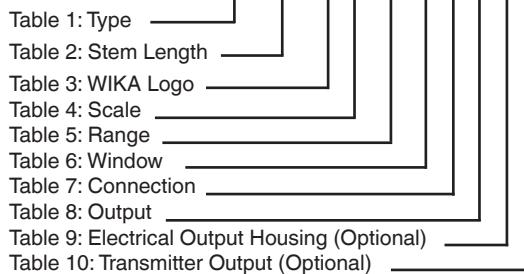 Table 1: Type
Table 2: Stem Length
Table 3: WIKA Logo
Table 4: Scale
Table 5: Range
Table 6: Window
Table 7: Connection
Table 8: Output
Table 9: Electrical Output Housing (Optional)
Table 10: Transmitter Output (Optional)